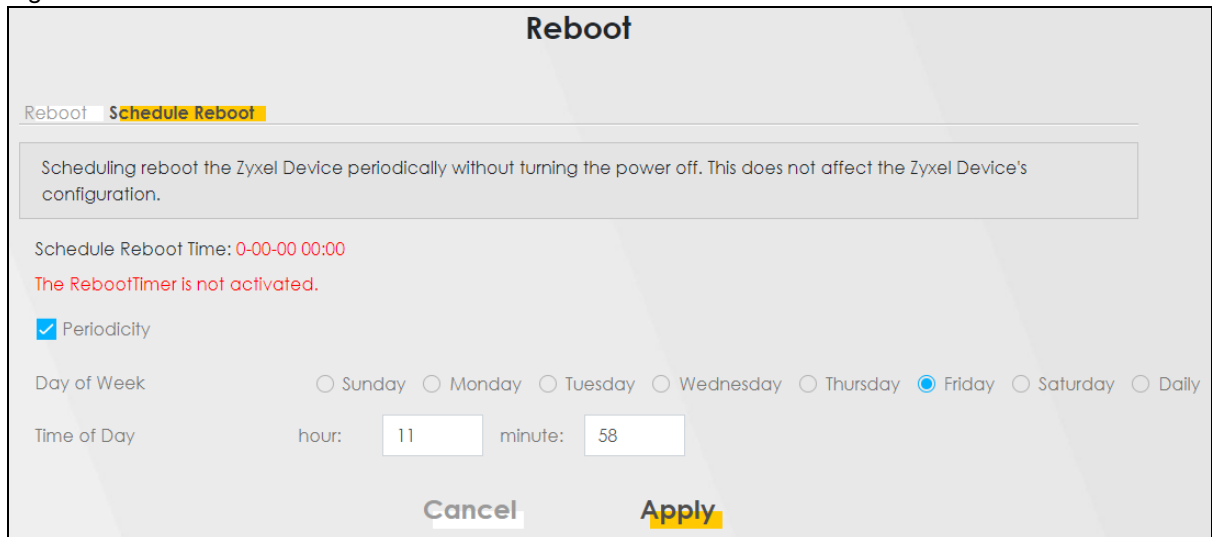 Reboot
Reboot Schedule Reboot
Scheduling reboot the Zyxel Device periodically without turning the power off. This does not affect the Zyxel Device's
configuration.
Schedule Reboot Time: 0-00-00 00:00
The RebootTimer is not activated.
Periodicity
Day of Week Sunday Monday Tuesday Wednesday Thursday Friday Saturday Daily
Time of Day hour: 11 minute: 58
Cancel Apply